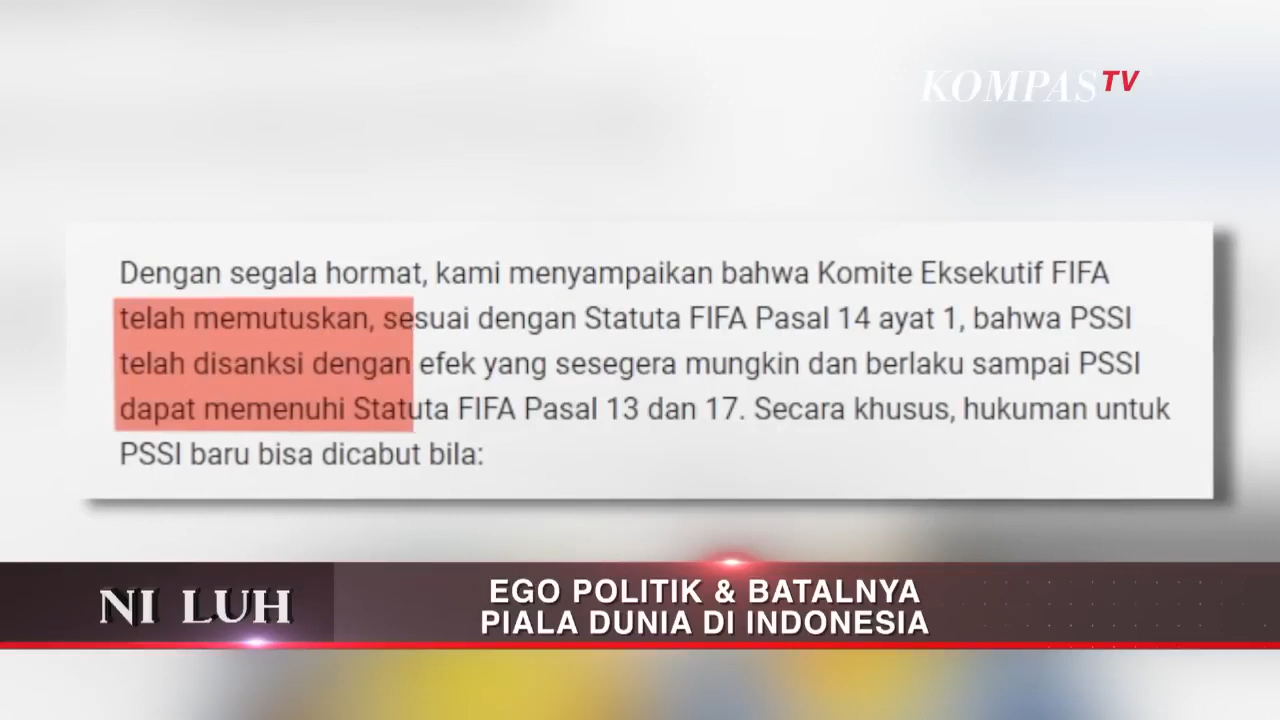 KOMPAS TV
Dengan segala hormat, kami menyampaikan bahwa Komite Eksekutif FIFA
telah memutuskan, sesuai dengan Statuta FIFA Pasal 14 ayat 1, bahwa PSSI
telah disanksi dengan efek yang sesegera mungkin dan berlaku sampai PSSI
dapat memenuhi Statuta FIFA Pasal 13 dan 17. Secara khusus, hukuman untuk
PSSI baru bisa dicabut bila:
NI LUH
EGO POLITIK & BATALNYA
PIALA DUNIA DI INDONESIA